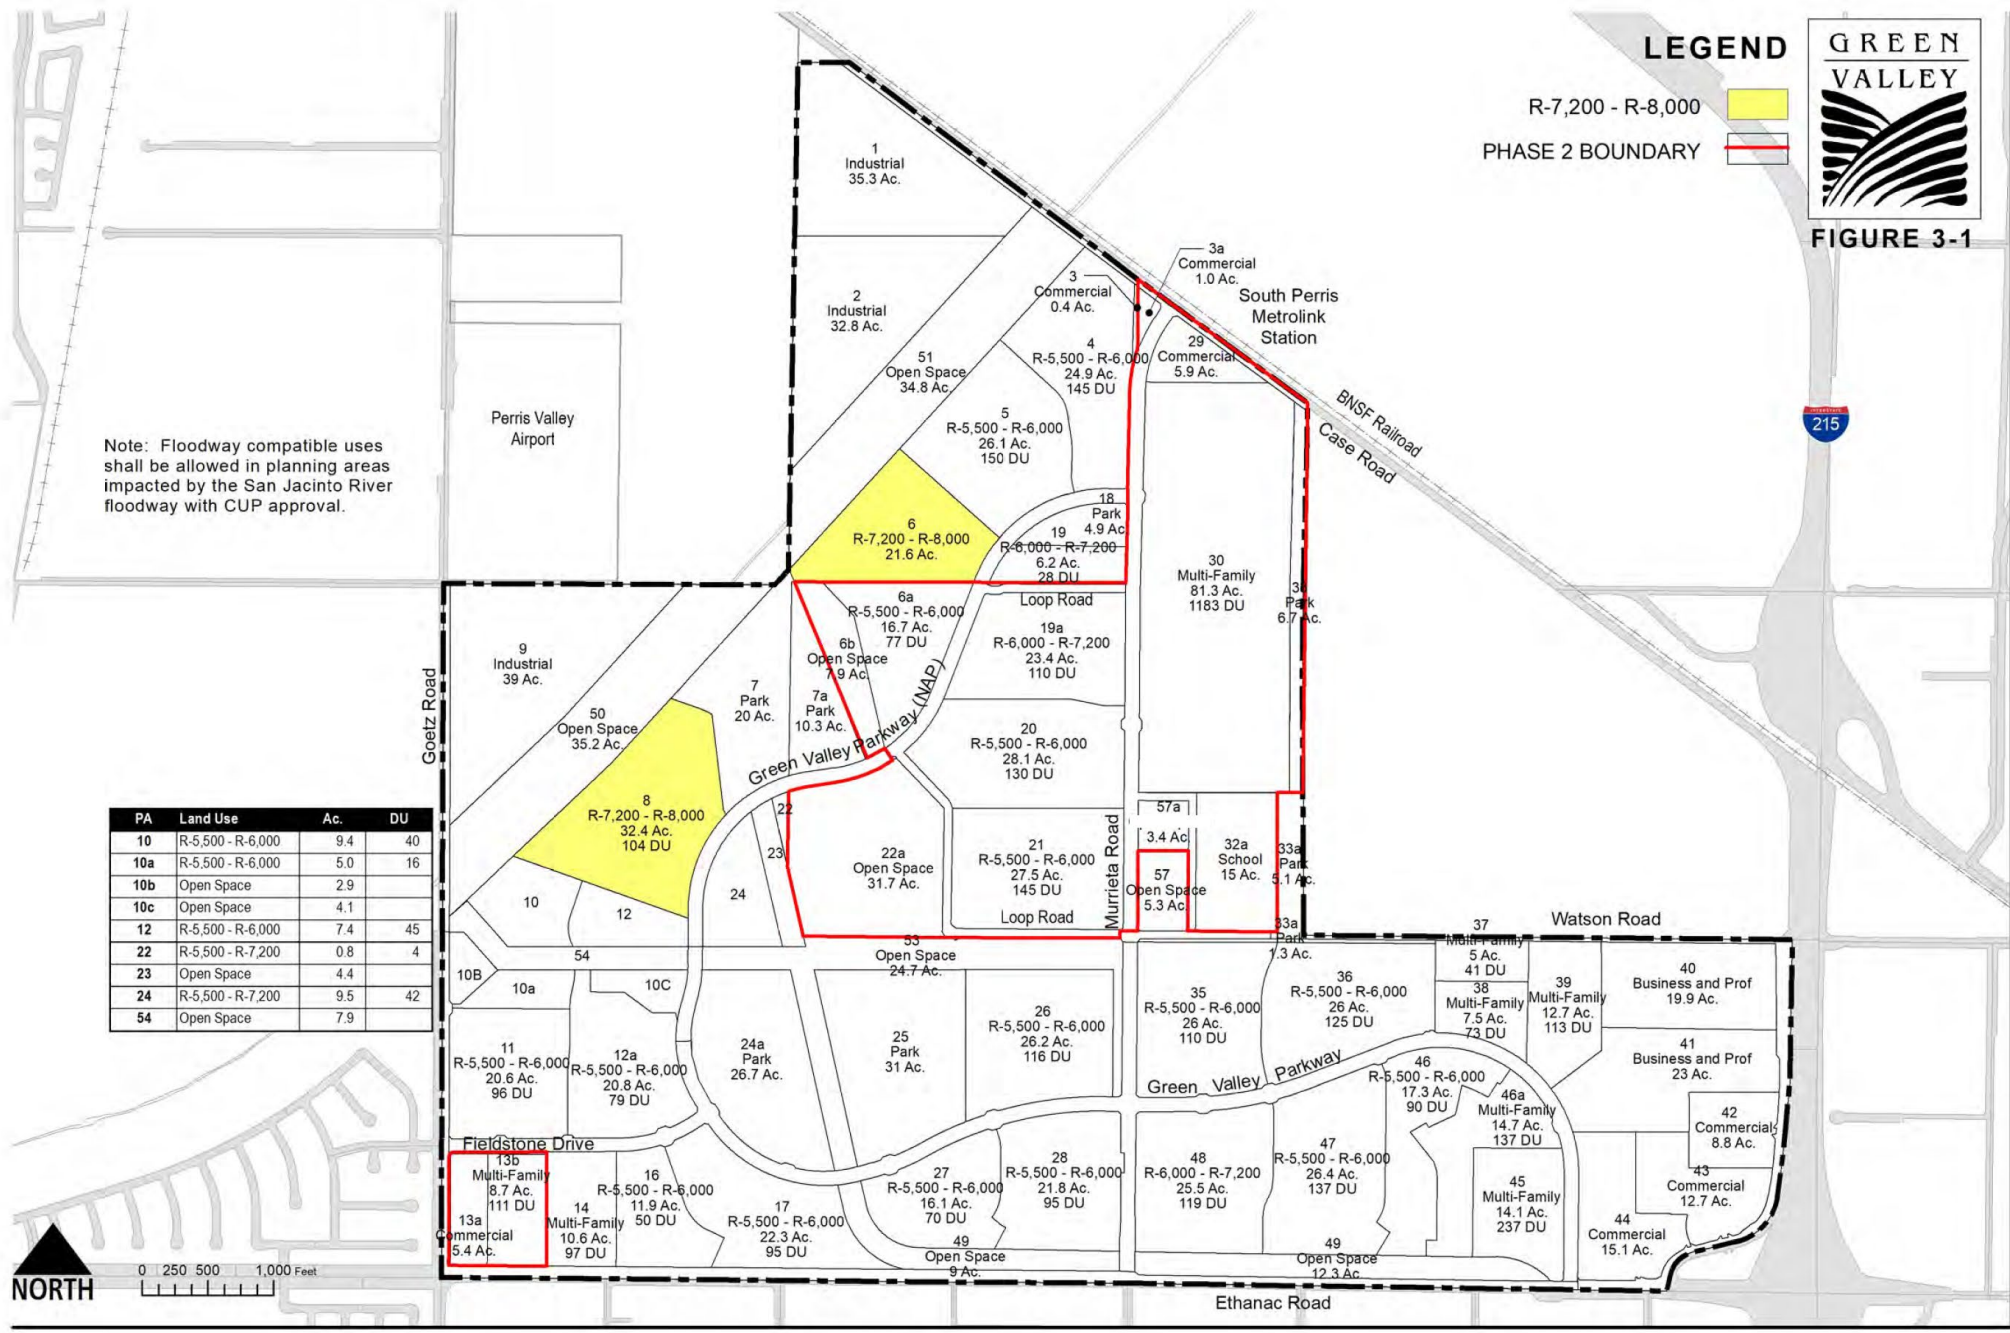 LEGEND
R-7,200 - R-8,000
PHASE 2 BOUNDARY
GREEN
VALLEY
FIGURE 3-1
1
Industrial
35.3 Ac.
2
Industrial
32.8 Ac.
3a
Commercial
1.0 Ac.
3
Commercial
0.4 Ac.
South Perris
Metrolink
Station
29
Commercial
5.9 Ac.
4
R-5,500 - R-6,000
24.9 Ac.
145 DU
51
Open Space
34.8 Ac.
5
R-5,500 - R-6,000
26.1 Ac.
150 DU
BNSF Railroad
Case Road
215
Perris Valley
Airport
Note: Floodway compatible uses
shall be allowed in planning areas
impacted by the San Jacinto River
floodway with CUP approval.
6
R-7,200 - R-8,000
21.6 Ac.
18
Park
4.9 Ac
19
R-6,000 - R-7,200
6.2 Ac.
28 DU
30
Multi-Family
81.3 Ac.
1183 DU
Park
6.7 Ac.
Loop Road
6a
R-5,500 - R-6,000
16.7 Ac.
77 DU
6b
Open Space
7.9 Ac.
19a
R-6,000 - R-7,200
23.4 Ac.
110 DU
9
Industrial
39 Ac.
Goetz Road
7
Park
20 Ac.
7a
Park
10.3 Ac.
Green Valley Parkway (NAP)
50
Open Space
35.2 Ac.
20
R-5,500 - R-6,000
28.1 Ac.
130 DU
8
R-7,200 - R-8,000
32.4 Ac.
104 DU
22
23
24
22a
Open Space
31.7 Ac.
21
R-5,500 - R-6,000
27.5 Ac.
145 DU
Loop Road
Murrieta Road
57a
3.4 Ac
57
Open Space
5.3 Ac.
32a
School
15 Ac.
33a
Park
5.1 Ac.
33a
Park
1.3 Ac.
PA Land Use Ac. DU
10 R-5,500 - R-6,000 9.4 40
10a R-5,500 - R-6,000 5.0 16
10b Open Space 2.9
10c Open Space 4.1
12 R-5,500 - R-6,000 7.4 45
22 R-5,500 - R-7,200 0.8 4
23 Open Space 4.4
24 R-5,500 - R-7,200 9.5 42
54 Open Space 7.9
10
12
54
10B
10a
10C
53
Open Space
24.7 Ac.
Watson Road
37
Multi-Family
5 Ac.
41 DU
38
Multi-Family
7.5 Ac.
73 DU
39
Multi-Family
12.7 Ac.
113 DU
40
Business and Prof
19.9 Ac.
41
Business and Prof
23 Ac.
35
R-5,500 - R-6,000
26 Ac.
110 DU
36
R-5,500 - R-6,000
26 Ac.
125 DU
26
R-5,500 - R-6,000
26.2 Ac.
116 DU
25
Park
31 Ac.
24a
Park
26.7 Ac.
11
R-5,500 - R-6,000
20.6 Ac.
96 DU
12a
R-5,500 - R-6,000
20.8 Ac.
79 DU
Green Valley Parkway
46
R-5,500 - R-6,000
17.3 Ac.
90 DU
46a
Multi-Family
14.7 Ac.
137 DU
42
Commercial
8.8 Ac.
43
Commercial
12.7 Ac.
44
Commercial
15.1 Ac.
45
Multi-Family
14.1 Ac.
237 DU
47
R-5,500 - R-6,000
26.4 Ac.
137 DU
48
R-6,000 - R-7,200
25.5 Ac.
119 DU
28
R-5,500 - R-6,000
21.8 Ac.
95 DU
27
R-5,500 - R-6,000
16.1 Ac.
70 DU
Fieldstone Drive
13b
Multi-Family
8.7 Ac.
111 DU
13a
Commercial
5.4 Ac.
14
Multi-Family
10.6 Ac.
97 DU
16
R-5,500 - R-6,000
11.9 Ac.
50 DU
17
R-5,500 - R-6,000
22.3 Ac.
95 DU
49
Open Space
9 Ac.
49
Open Space
12.3 Ac
Ethanac Road
NORTH
0 250 500 1,000 Feet